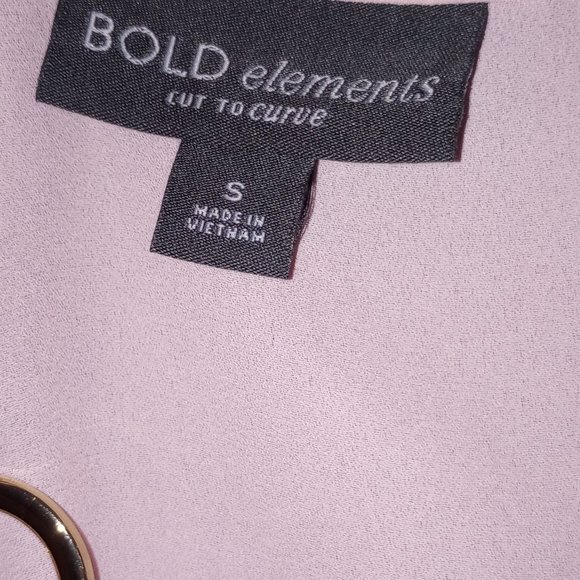 BOLD elements
CUT TO curve
S
MADE IN
VIETNAM